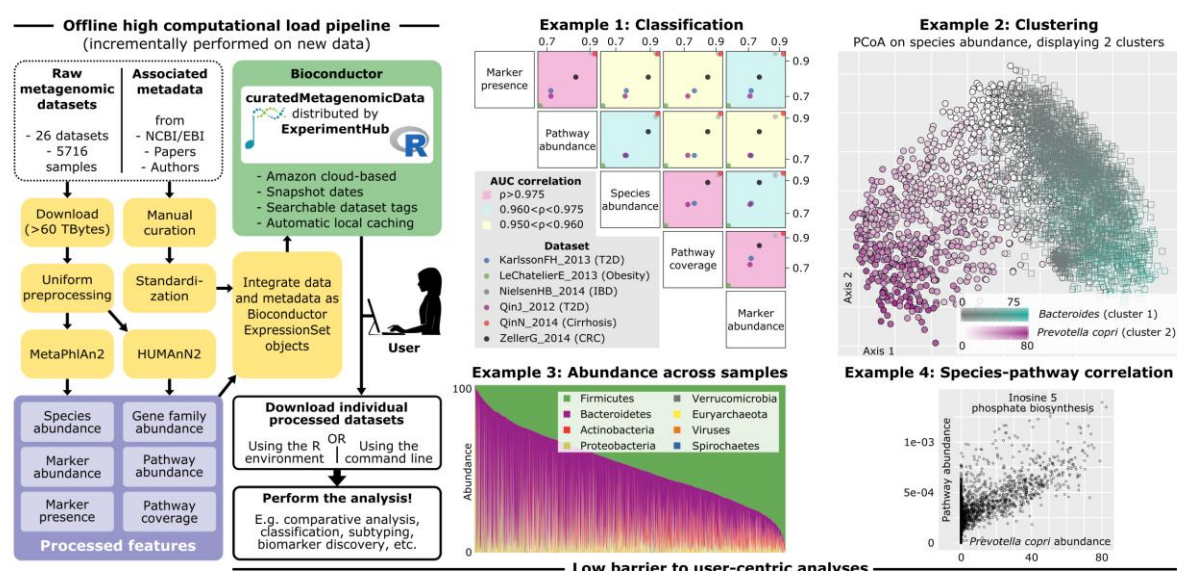 Offline high computational load pipeline
(incrementally performed on new data)
Raw
metagenomic
datasets
- 26 datasets
- 5716
samples
Associated
metadata
from
- NCBI/EBI
- Papers
- Authors
Download
(>60 TBytes)
Manual
curation
Uniform
preprocessing
Standardi-
zation
MetaPhlAn2
HUMAnN2
Species
abundance
Gene family
abundance
Marker
abundance
Pathway
abundance
Marker
presence
Pathway
coverage
Processed features
Bioconductor
curatedMetagenomicData
distributed by
ExperimentHub
R
- Amazon cloud-based
- Snapshot dates
- Searchable dataset tags
- Automatic local caching
Integrate data
and metadata as
Bioconductor
ExpressionSet
objects
User
Download individual
processed datasets
Using the R
environment
OR
Using the
command line
Perform the analysis!
E.g. comparative analysis,
classification, subtyping,
biomarker discovery, etc.
Example 1: Classification
0.7 0.9 0.7 0.9 0.7 0.9 0.7 0.9
Marker
presence
0.9
0.7
Pathway
abundance
0.9
0.7
Species
abundance
0.9
0.7
Pathway
coverage
0.9
0.7
Marker
abundance
AUC correlation
ρ>0.975
0.960<ρ<0.975
0.950<ρ<0.960
Dataset
KarlssonFH_2013 (T2D)
LeChatelierE_2013 (Obesity)
NielsenHB_2014 (IBD)
QinJ_2012 (T2D)
QinN_2014 (Cirrhosis)
ZellerG_2014 (CRC)
Example 2: Clustering
PCoA on species abundance, displaying 2 clusters
Axis 2
Axis 1
0 75
Bacteroides (cluster 1)
Prevotella copri (cluster 2)
0 80
Example 3: Abundance across samples
100
Abundance
0
Firmicutes
Bacteroidetes
Actinobacteria
Proteobacteria
Verrucomicrobia
Euryarchaeota
Viruses
Spirochaetes
Example 4: Species-pathway correlation
Inosine 5
phosphate biosynthesis
Pathway abundance
1e-03
5e-04
0
Prevotella copri abundance
0 20 40 60 80
Low barrier to user-centric analyses